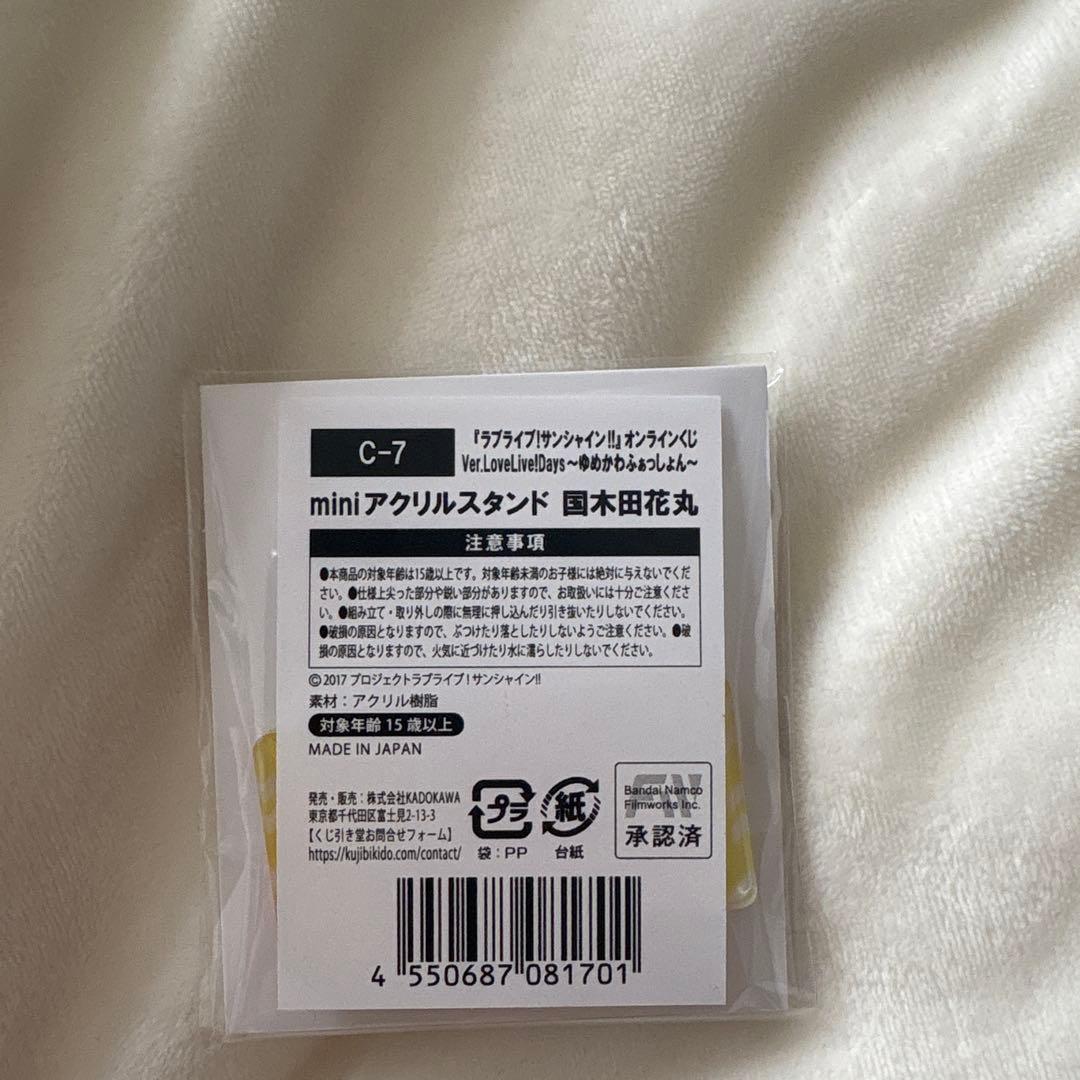 C-7
『ラブライブ!サンシャイン!!』オンラインくじ
Ver.LoveLive!Days～ゆめかわふぁっしょん～
miniアクリルスタンド 国木田花丸
注意事項
●本商品の対象年齢は15歳以上です。対象年齢未満のお子様には絶対に与えないでくだ
さい。●仕様上尖った部分や鋭い部分がありますので、お取扱いには十分ご注意くださ
い。●組み立て・取り外しの際に無理に押し込んだり引き抜いたりしないでください。
●破損の原因となりますので、ぶつけたり落としたりしないようご注意ください。●破
損の原因となりますので、火気に近づけたり水に濡らしたりしないでください。
©2017 プロジェクトラブライブ!サンシャイン!!
素材：アクリル樹脂
対象年齢 15 歳以上
MADE IN JAPAN
発売・販売：株式会社KADOKAWA
東京都千代田区富士見2-13-3
【くじ引き堂お問合せフォーム】
https://kujibikido.com/contact/
プラ
袋：PP
紙
台紙
Bandai Namco
Filmworks Inc.
承認済
4 550687 081701